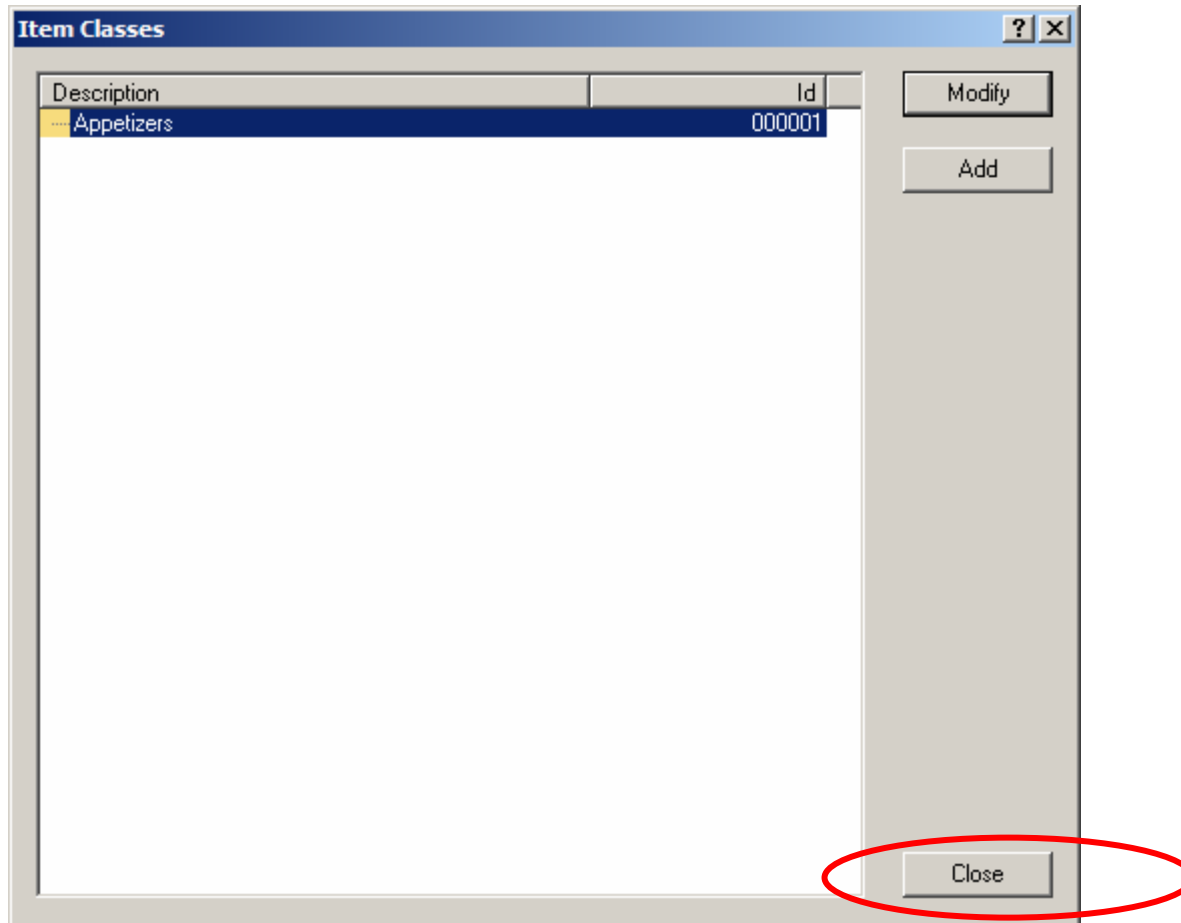 Item Classes
Description Id
Appetizers 000001
Modify
Add
Close